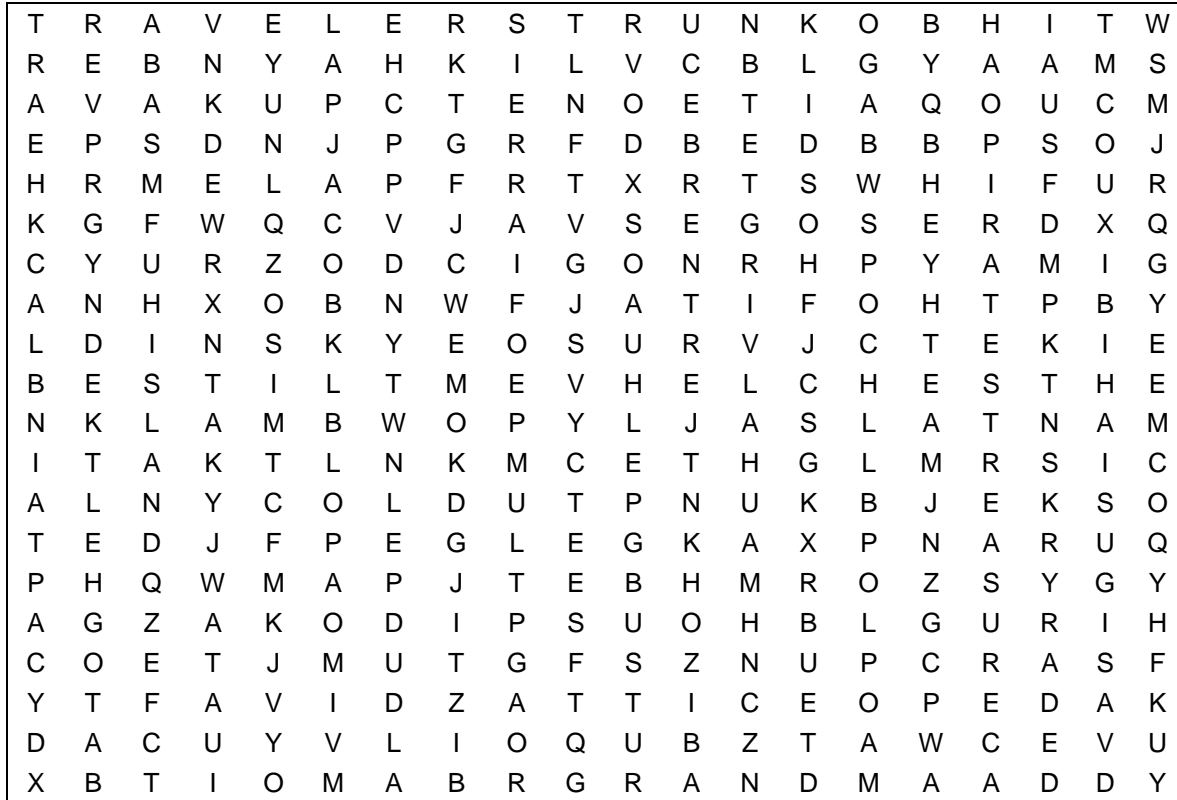 T R A V E L E R S T R U N K O B H I T W
R E B N Y A H K I L V C B L G Y A A M S
A V A K U P C T E N O E T I A Q O U C M
E P S D N J P G R F D B E D B B P S O J
H R M E L A P F R T X R T S W H I F U R
K G F W Q C V J A V S E G O S E R D X Q
C Y U R Z O D C I G O N R H P Y A M I G
A N H X O B N W F J A T I F O H T P B Y
L D I N S K Y E O S U R V J C T E K I E
B E S T I L T M E V H E L C H E S T H E
N K L A M B W O P Y L J A S L A T N A M
I T A K T L N K M C E T H G L M R S I C
A L N Y C O L D U T P N U K B J E K S O
T E D J F P E G L E G K A X P N A R U Q
P H Q W M A P J T E B H M R O Z S Y G Y
A G Z A K O D I P S U O H B L G U R I H
C O E T J M U T G F S Z N U P C R A S F
Y T F A V I D Z A T T I C E O P E D A K
D A C U Y V L I O Q U B Z T A W C E V U
X B T I O M A B R G R A N D M A A D D Y